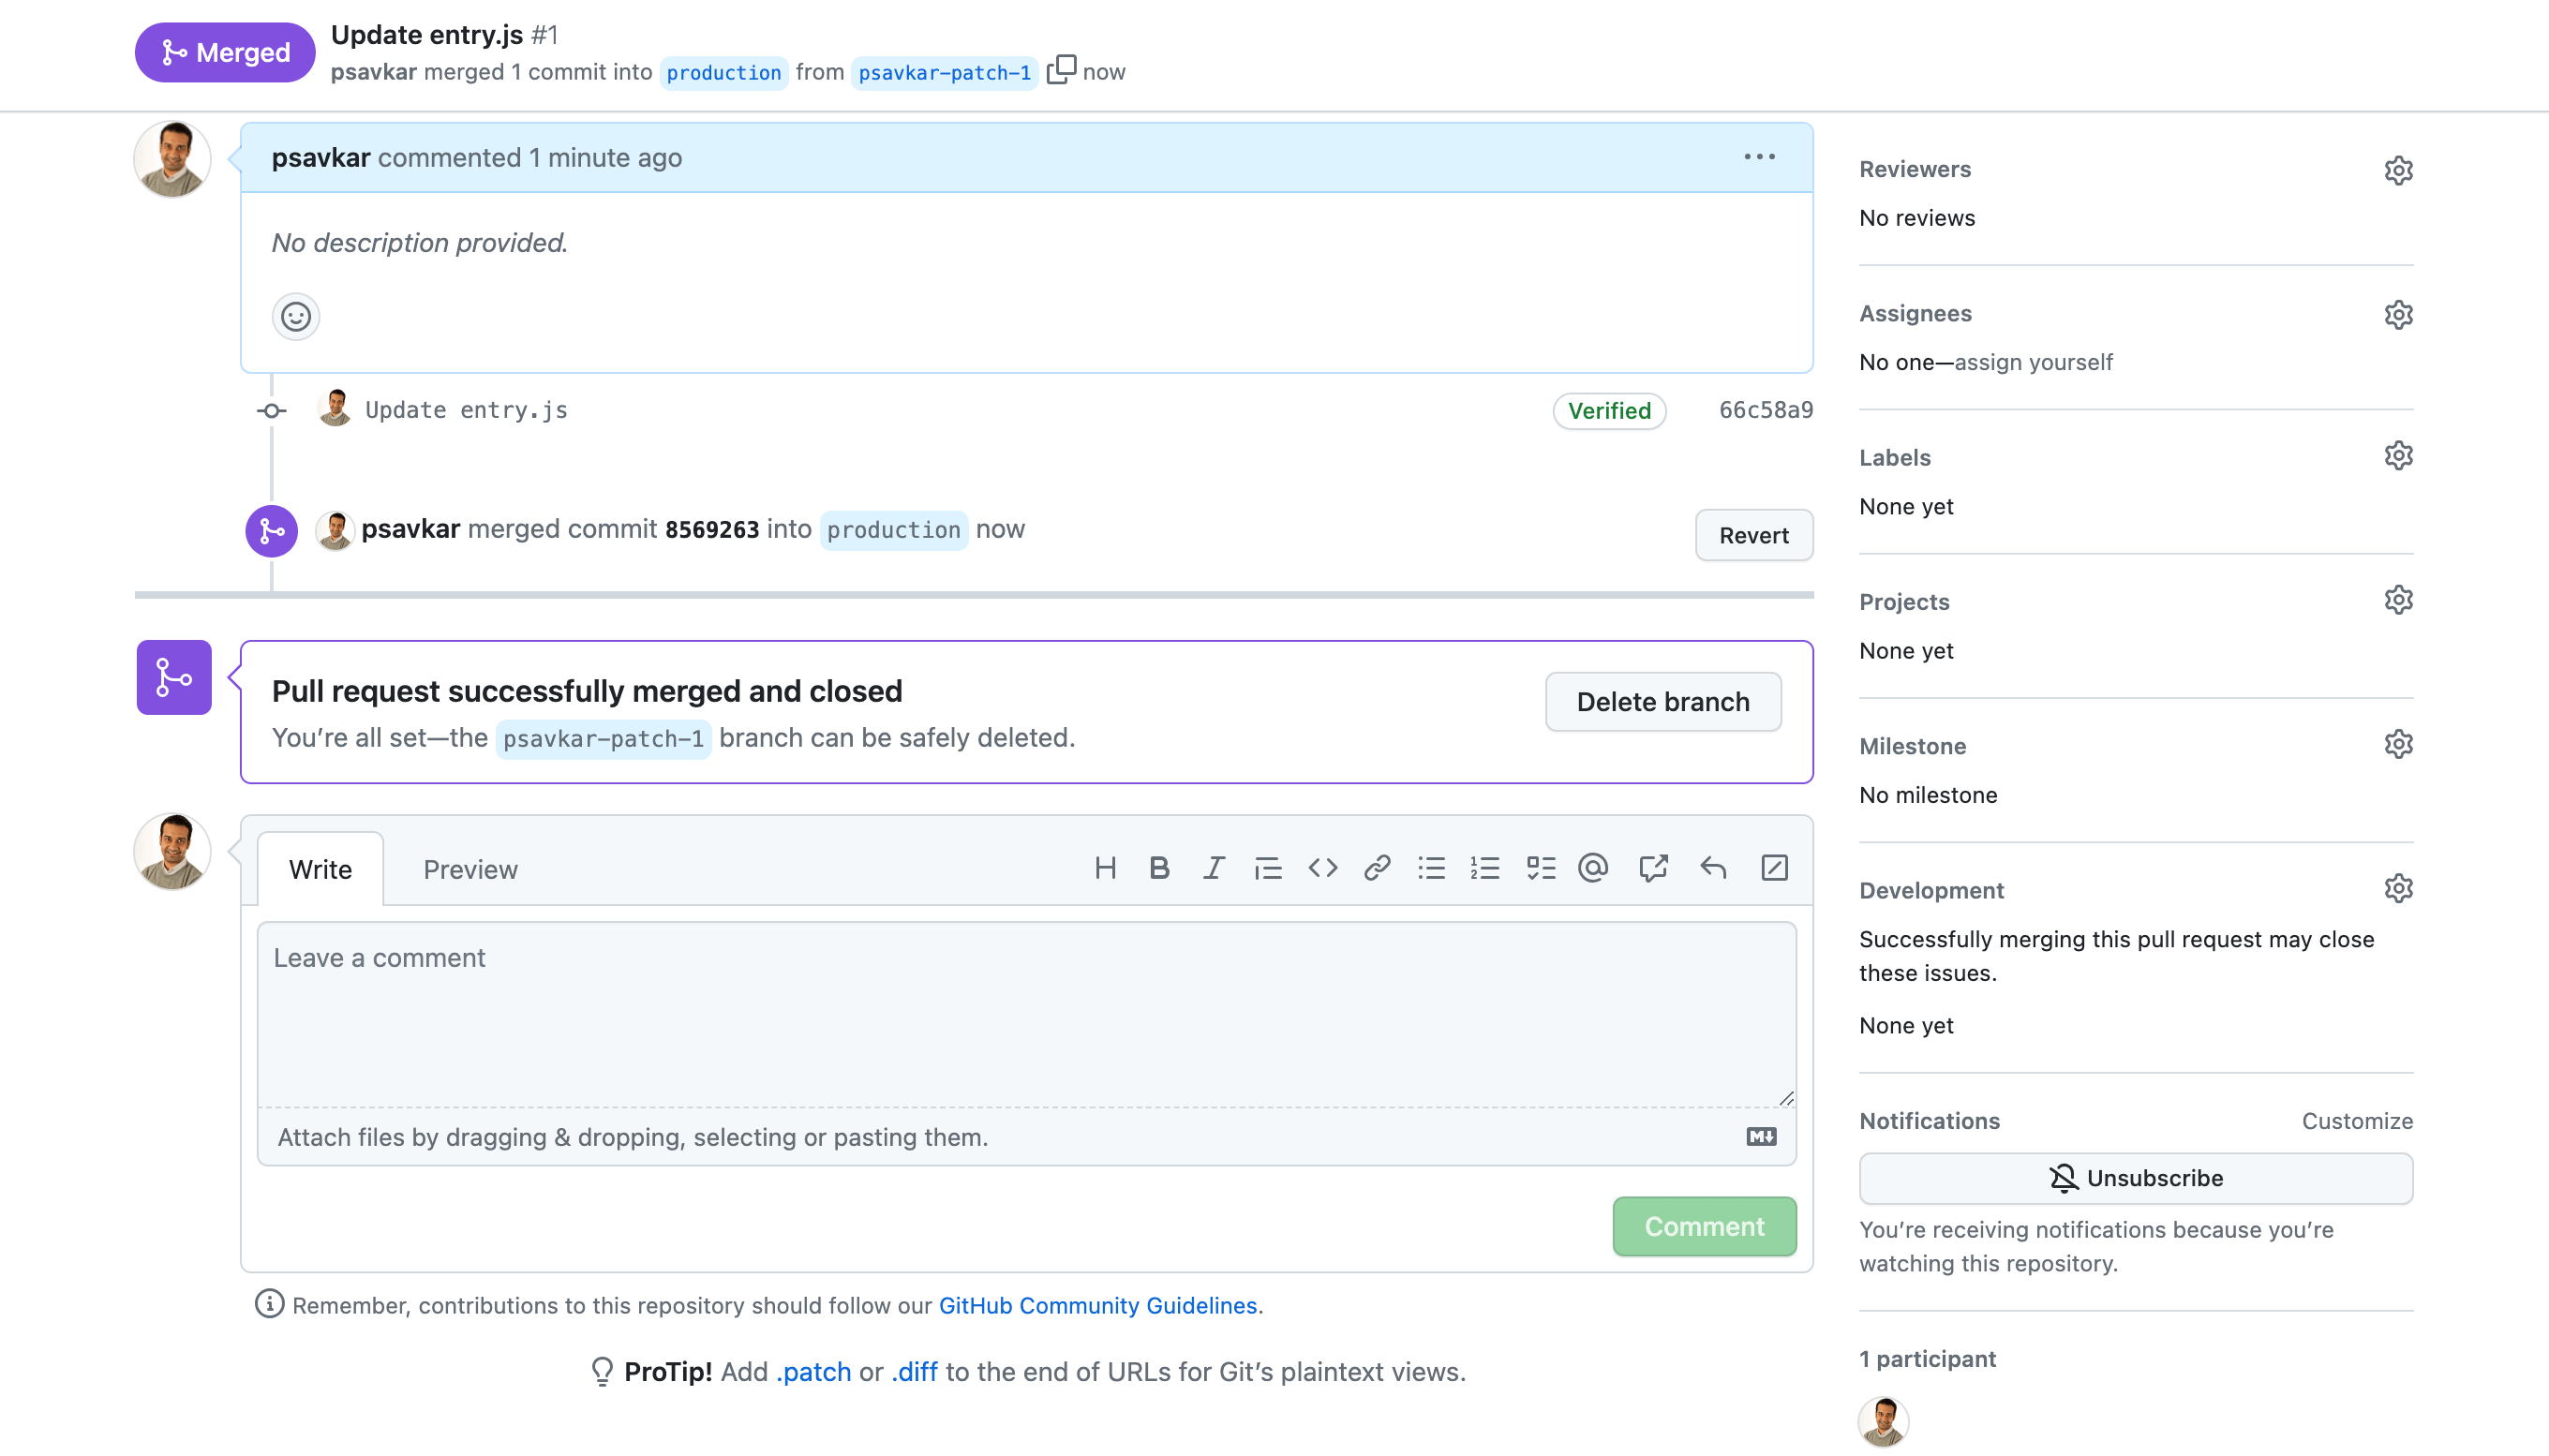 Merged
Update entry.js #1
psavkar merged 1 commit into production from psavkar-patch-1 now
psavkar commented 1 minute ago
No description provided.
Update entry.js Verified 66c58a9
psavkar merged commit 8569263 into production now
Revert
Pull request successfully merged and closed
You’re all set—the psavkar-patch-1 branch can be safely deleted.
Delete branch
Write Preview
Leave a comment
Attach files by dragging & dropping, selecting or pasting them.
Comment
Remember, contributions to this repository should follow our GitHub Community Guidelines.
ProTip! Add .patch or .diff to the end of URLs for Git’s plaintext views.
Reviewers
No reviews
Assignees
No one—assign yourself
Labels
None yet
Projects
None yet
Milestone
No milestone
Development
Successfully merging this pull request may close
these issues.
None yet
Notifications Customize
Unsubscribe
You’re receiving notifications because you’re
watching this repository.
1 participant